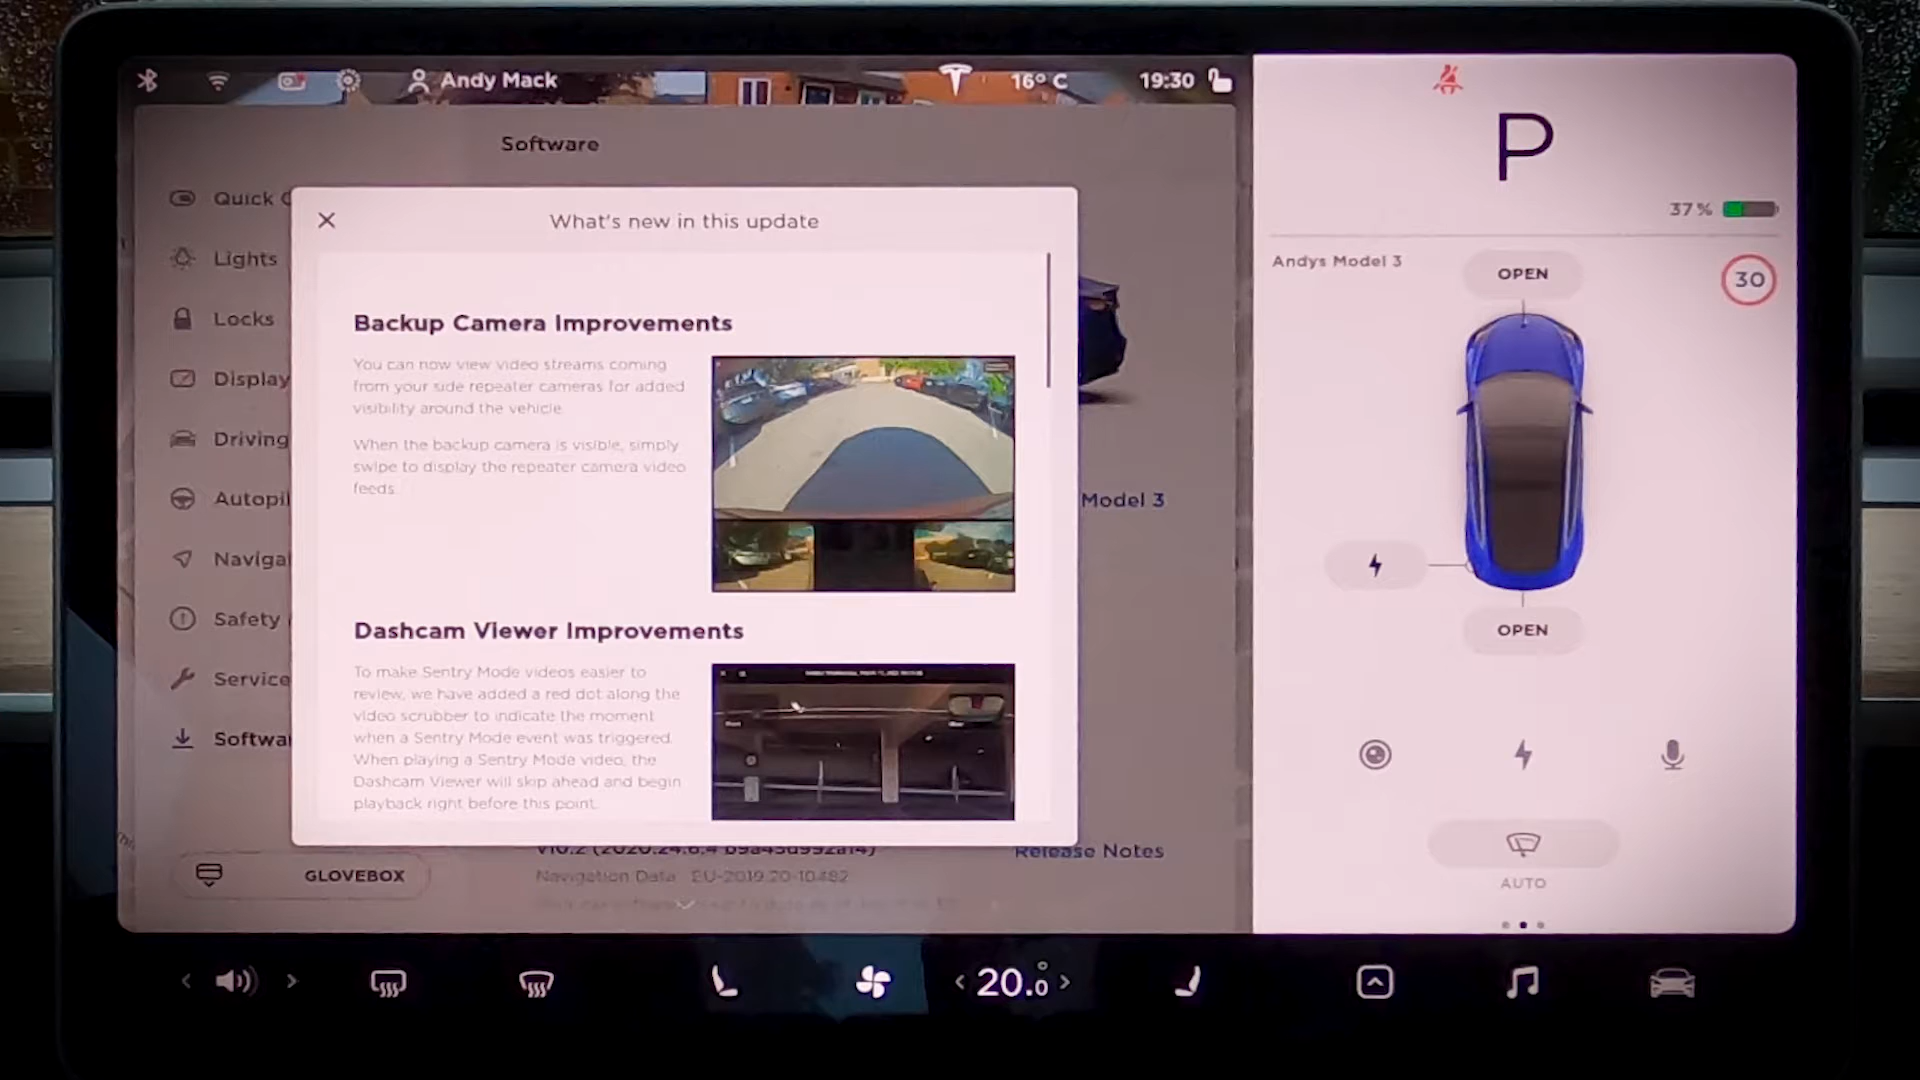 Andy Mack
16° C
19:30
Software
Quick
Lights
Locks
Display
Driving
Safety
Service
GLOVEBOX
What's new in this update
Backup Camera Improvements
You can now view video streams coming
from your side repeater cameras for added
visibility around the vehicle.
When the backup camera is visible, simply
swipe to display the repeater camera video
feeds.
Dashcam Viewer Improvements
To make Sentry Mode videos easier to
review, we have added a red dot along the
video scrubber to indicate the moment
when a Sentry Mode event was triggered.
When playing a Sentry Mode video, the
Dashcam Viewer will skip ahead and begin
playback right before this point.
Model 3
Release Notes
Navigation Data EU-2019.20-10482
P
37%
Andys Model 3
30
OPEN
OPEN
AUTO
20.0°